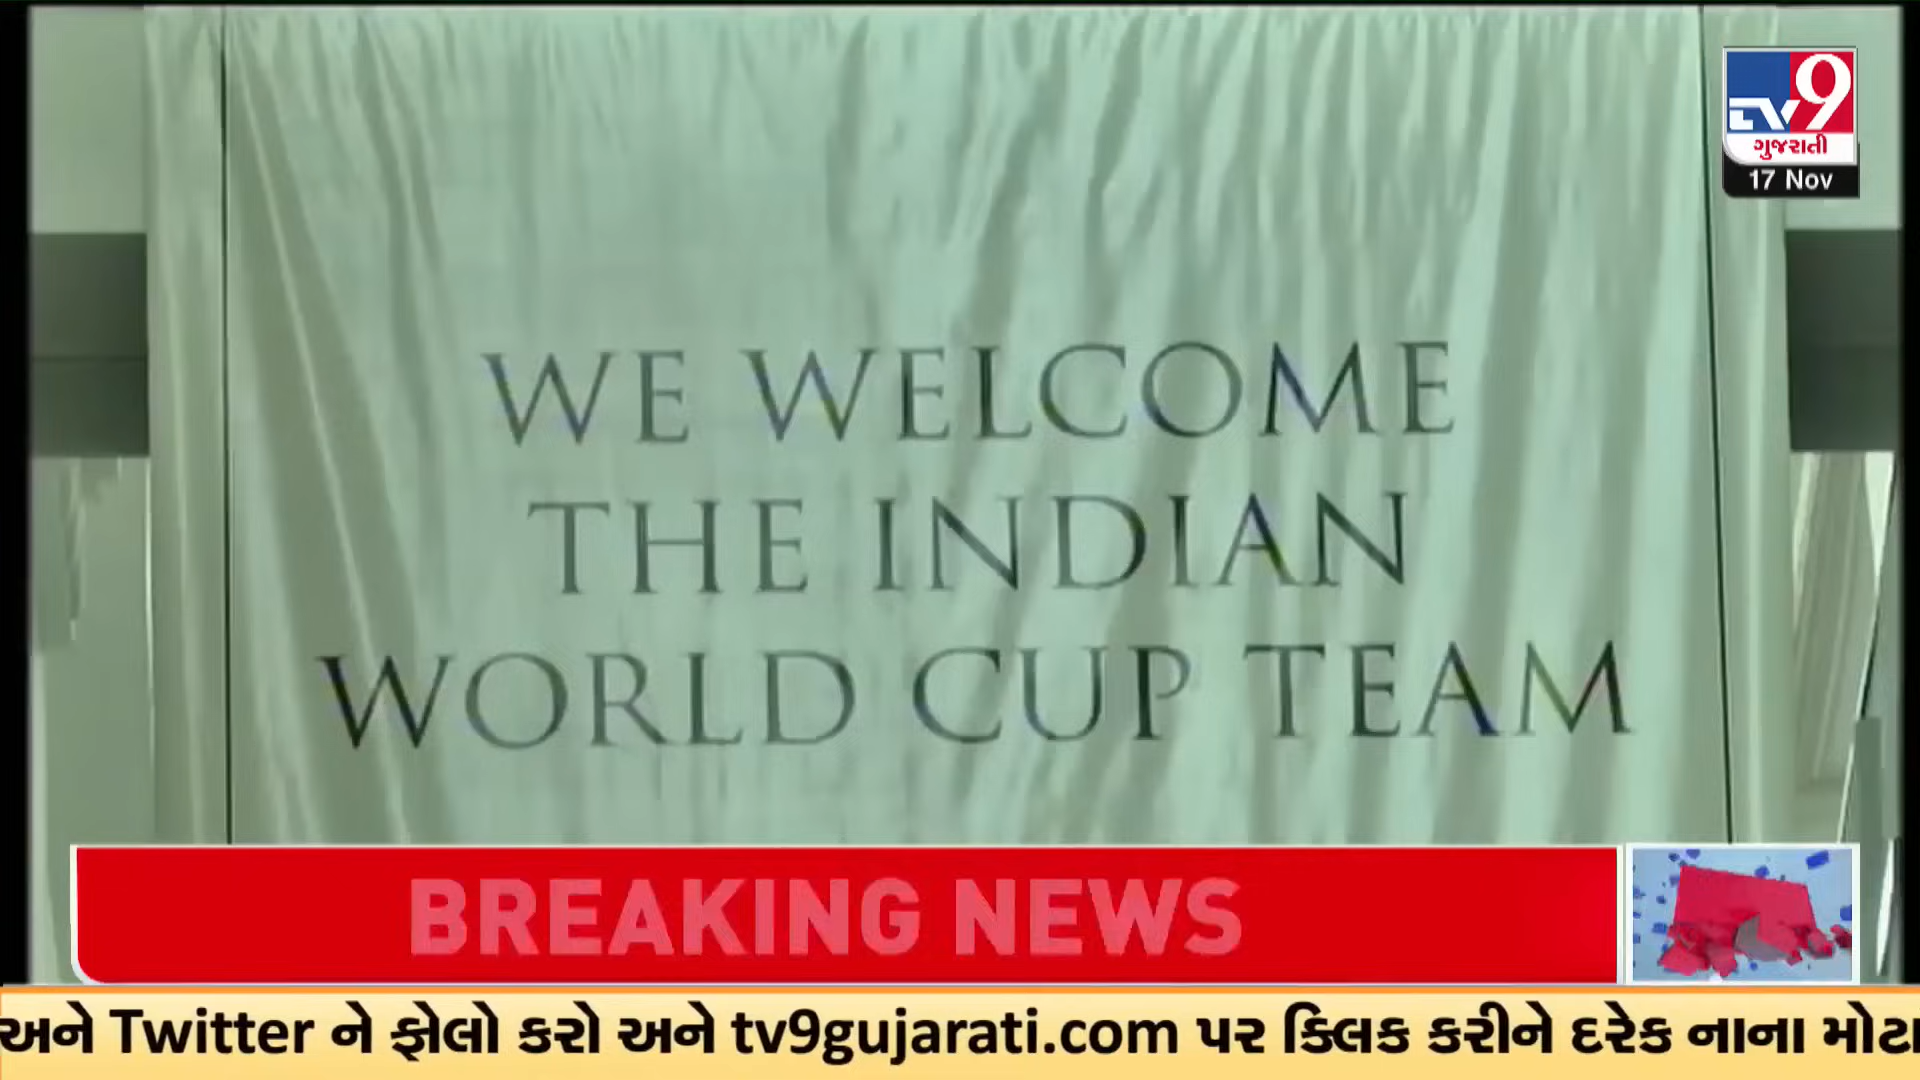 TV9
ગુજરાતી
17 Nov
WE WELCOME
THE INDIAN
WORLD CUP TEAM
BREAKING NEWS
અને Twitter ને ફોલો કરો અને tv9gujarati.com પર ક્લિક કરીને દરેક નાના મોટા